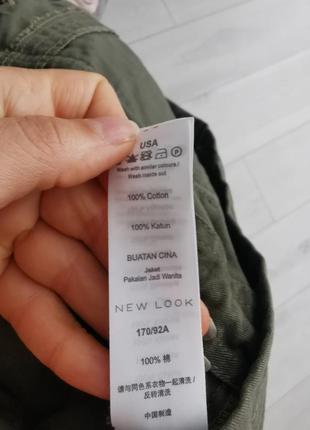 USA
Wash with similar colours./
Wash inside out
100% Cotton
100% Katun
BUATAN CINA
Jaket
Pakaian Jadi Wanita
NEW LOOK
170/92A
100% 棉
请与同色系衣物一起清洗/
反转清洗
中国制造